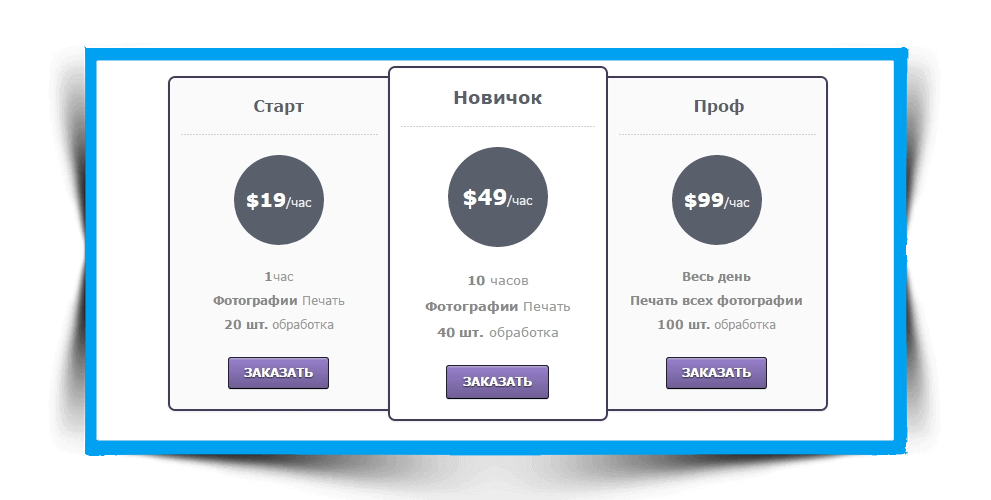 Старт
$19/час
1час
Фотографии Печать
20 шт. обработка
ЗАКАЗАТЬ
Новичок
$49/час
10 часов
Фотографии Печать
40 шт. обработка
ЗАКАЗАТЬ
Проф
$99/час
Весь день
Печать всех фотографии
100 шт. обработка
ЗАКАЗАТЬ